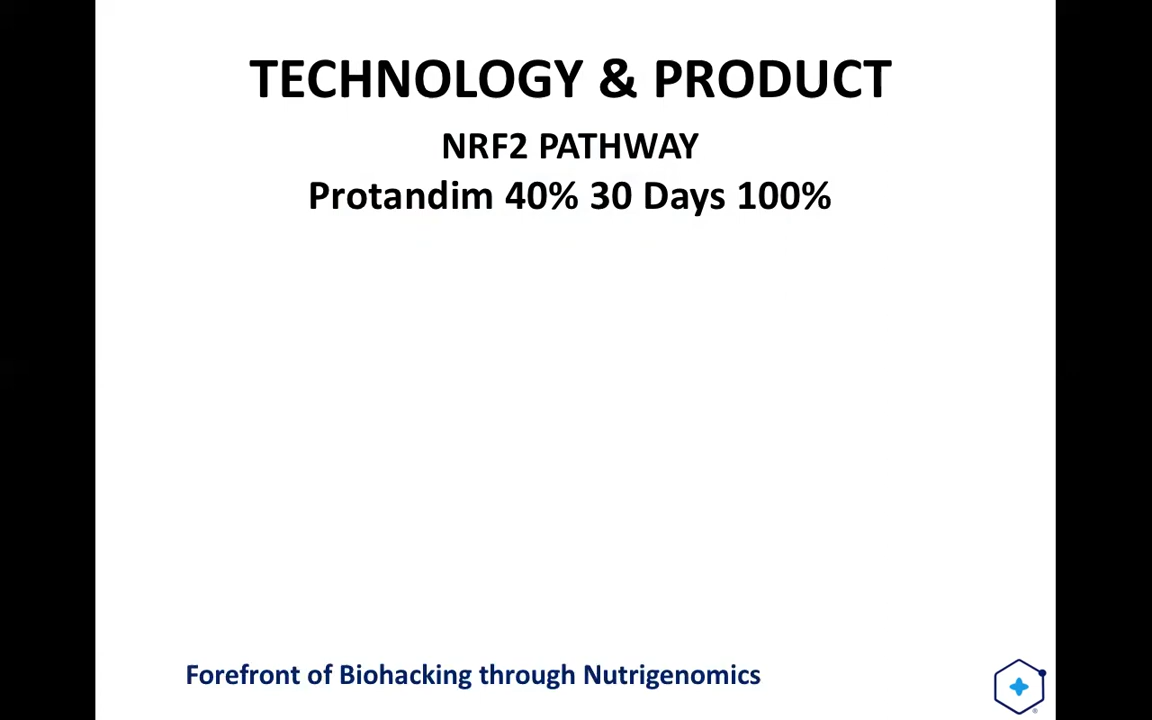 TECHNOLOGY & PRODUCT
NRF2 PATHWAY
Protandim 40% 30 Days 100%
Forefront of Biohacking through Nutrigenomics
®